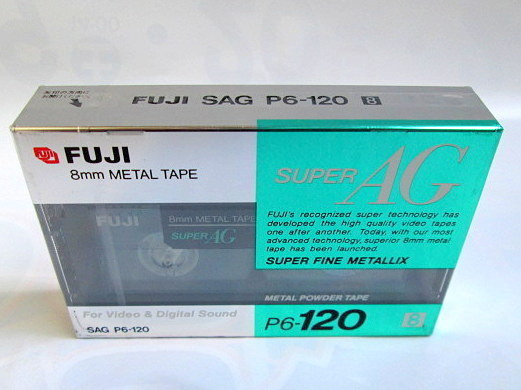 FUJI SAG P6-120 8
FUJI
8mm METAL TAPE
SUPER AG
FUJI's recognized super technology has
developed the high quality video tapes
one after another. Today, with our most
advanced technology, superior 8mm metal
tape has been launched.
SUPER FINE METALLIX
FUJI
8mm METAL TAPE
SUPER AG
METAL POWDER TAPE
For Video & Digital Sound
SAG P6-120
P6-120 8